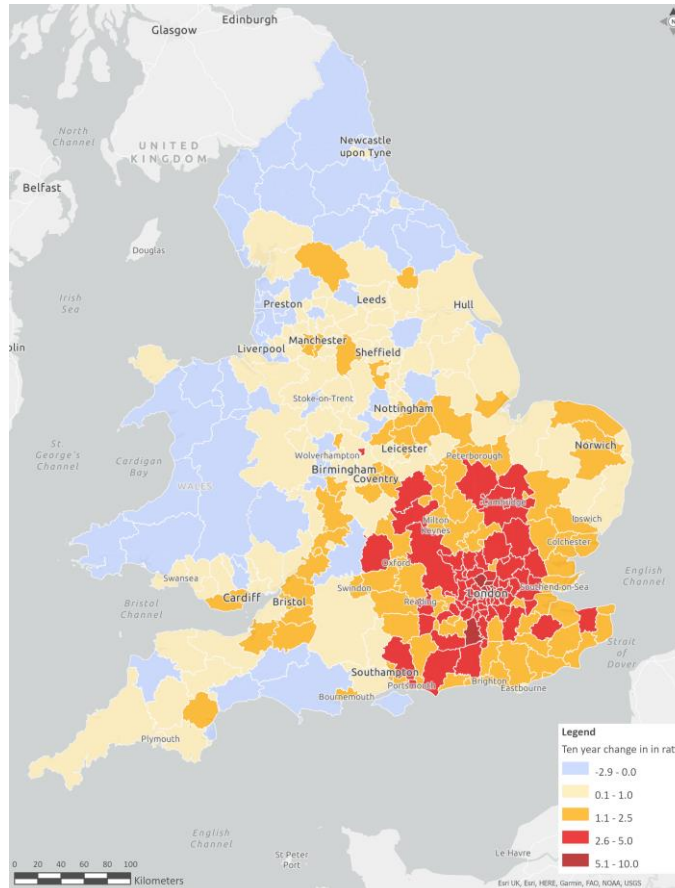 Edinburgh
Glasgow
N
North
Channel
UNITED
KINGDOM
Newcastle
upon Tyne
Belfast
Douglas
Irish
Sea
Preston
Leeds
Hull
Manchester
Liverpool
Sheffield
Stoke-on-Trent
Nottingham
Norwich
St
George's
Channel
Cardigan
Bay
WALES
Wolverhampton
Leicester
Peterborough
Birmingham
Coventry
Cambridge
Ipswich
Milton
Keynes
Colchester
Oxford
Swansea
Cardiff
Swindon
Bristol
Reading
London
Southend-on-Sea
English
Channel
Bristol
Channel
Strait
of
Dover
Southampton
Portsmouth
Brighton
Eastbourne
Bournemouth
Plymouth
Legend
Ten year change in in rat
-2.9 - 0.0
0.1 - 1.0
1.1 - 2.5
2.6 - 5.0
5.1 - 10.0
English
Channel
St Peter
Port
Le Havre
0 20 40 60 80 100
Kilometers
Esri UK, Esri, HERE, Garmin, FAO, NOAA, USGS